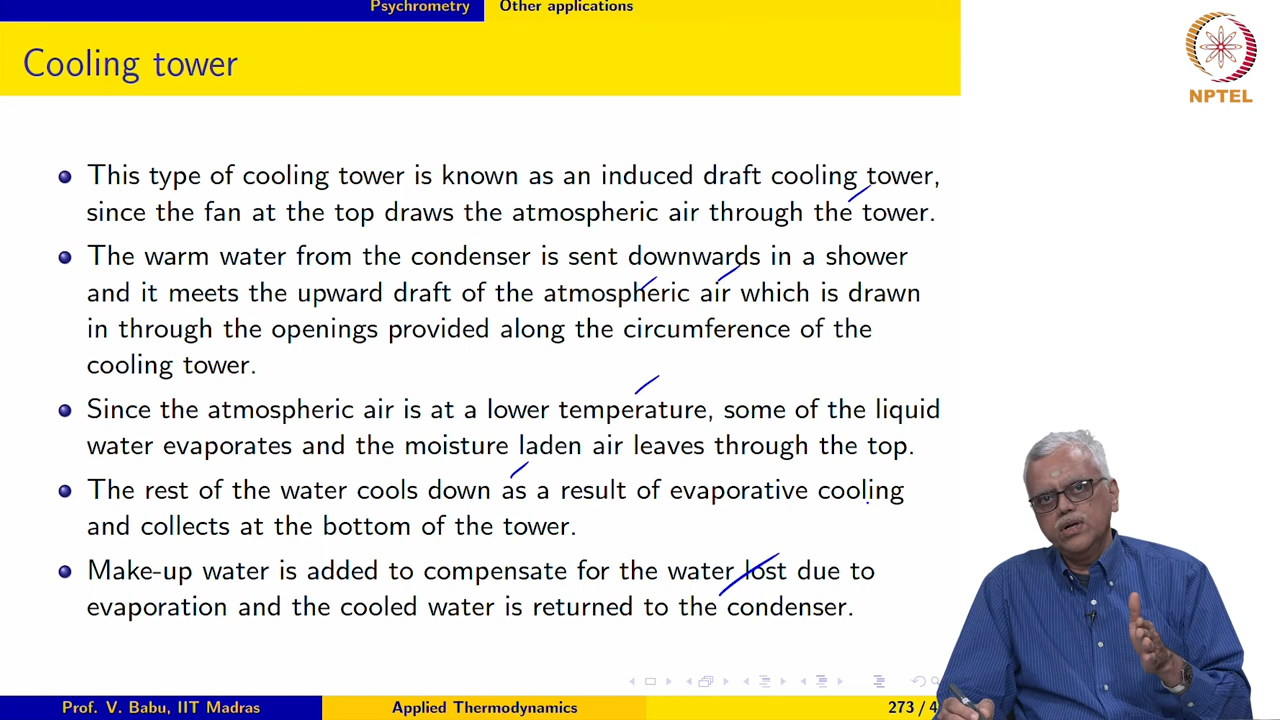 Psychrometry Other applications
Cooling tower
NPTEL
This type of cooling tower is known as an induced draft cooling tower,
since the fan at the top draws the atmospheric air through the tower.
The warm water from the condenser is sent downwards in a shower
and it meets the upward draft of the atmospheric air which is drawn
in through the openings provided along the circumference of the
cooling tower.
Since the atmospheric air is at a lower temperature, some of the liquid
water evaporates and the moisture laden air leaves through the top.
The rest of the water cools down as a result of evaporative cooling
and collects at the bottom of the tower.
Make-up water is added to compensate for the water lost due to
evaporation and the cooled water is returned to the condenser.
Prof. V. Babu, IIT Madras Applied Thermodynamics 273 / 4